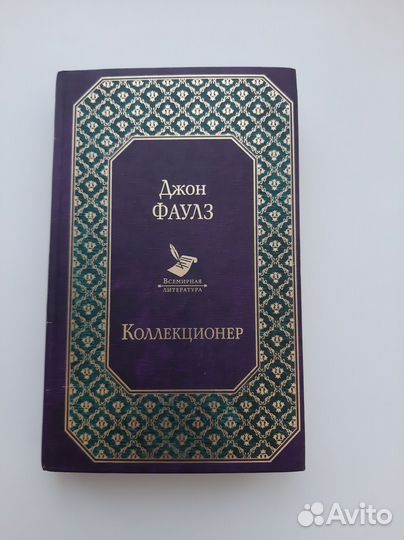 Джон
ФАУЛЗ
ВСЕМИРНАЯ
ЛИТЕРАТУРА
КОЛЛЕКЦИОНЕР
Avito